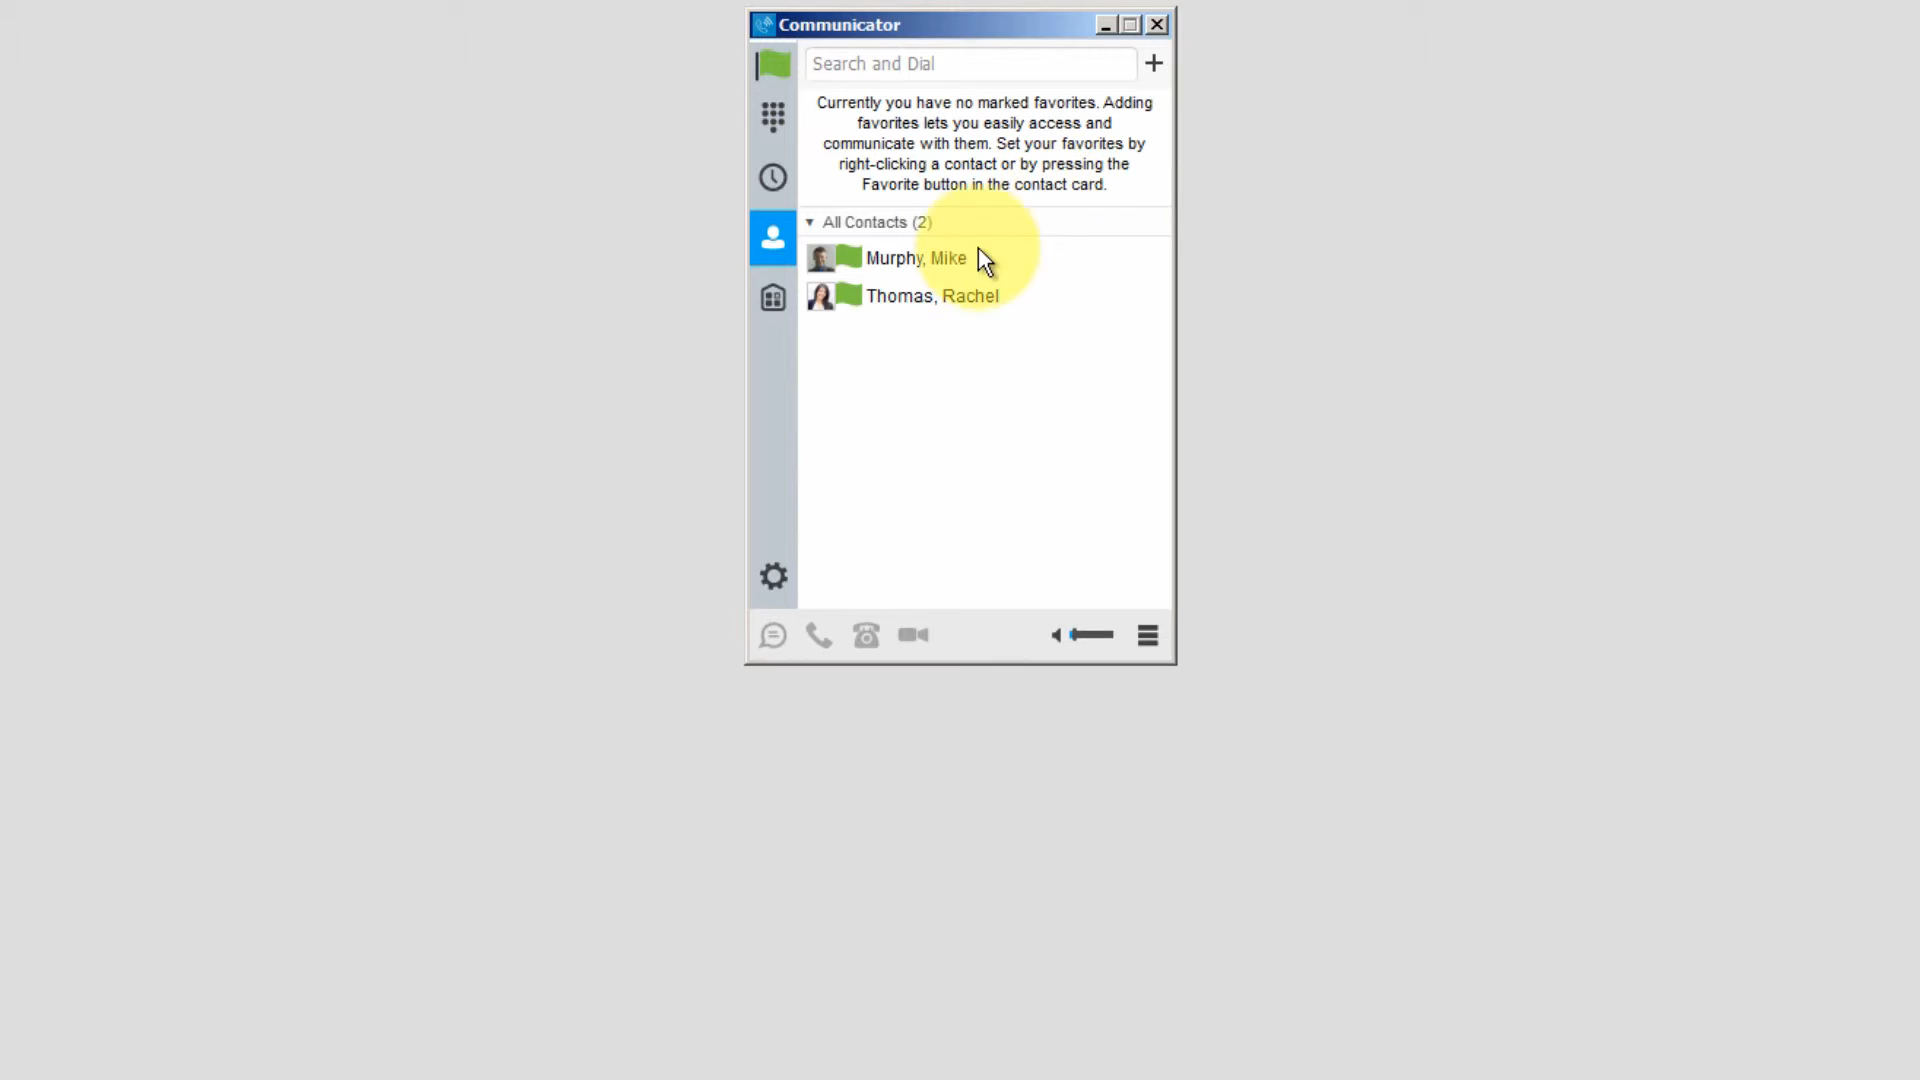 Communicator
Search and Dial
Currently you have no marked favorites. Adding
favorites lets you easily access and
communicate with them. Set your favorites by
right-clicking a contact or by pressing the
Favorite button in the contact card.
All Contacts (2)
Murphy, Mike
Thomas, Rachel